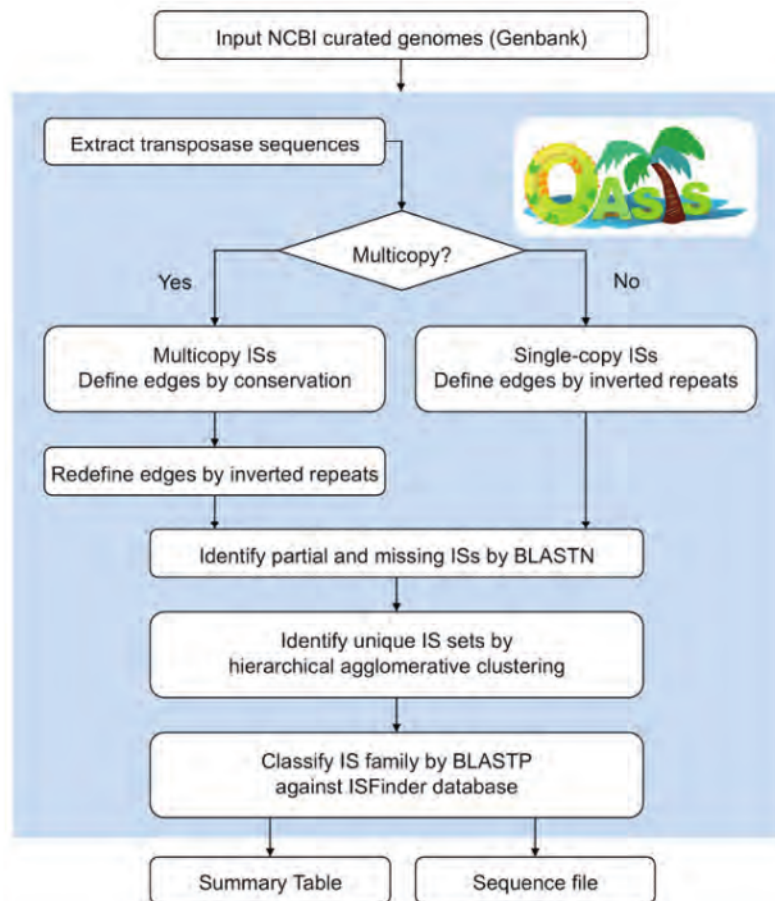 Input NCBI curated genomes (Genbank)
Extract transposase sequences
OASIS
Multicopy?
Yes
No
Multicopy ISs
Define edges by conservation
Single-copy ISs
Define edges by inverted repeats
Redefine edges by inverted repeats
Identify partial and missing ISs by BLASTN
Identify unique IS sets by
hierarchical agglomerative clustering
Classify IS family by BLASTP
against ISFinder database
Summary Table
Sequence file